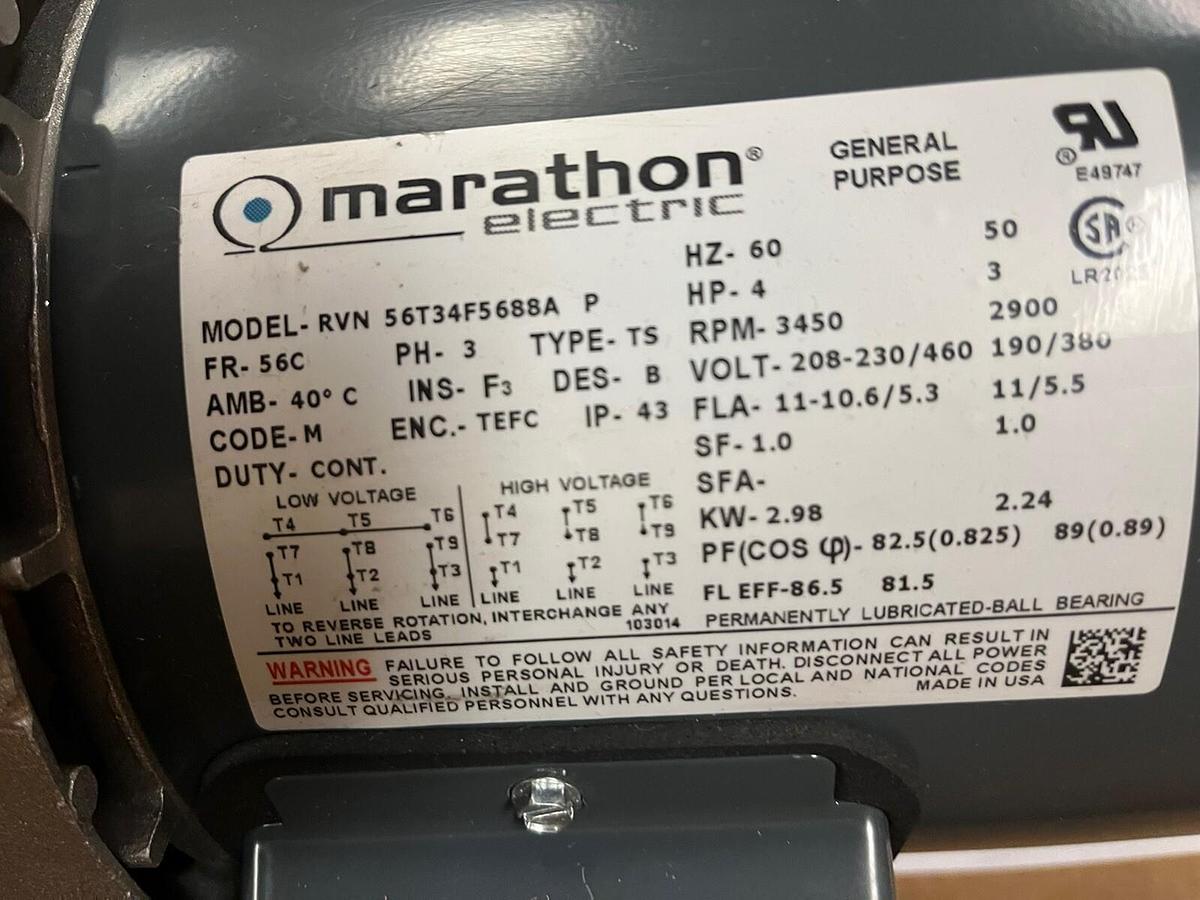 marathon®
electric
GENERAL
PURPOSE
®
E49747
SA ®
MODEL- RVN 56T34F5688A P
FR- 56C PH- 3 TYPE- TS
AMB- 40° C INS- F3 DES- B
CODE- M ENC.- TEFC IP- 43
DUTY- CONT.
HZ- 60 50
HP- 4 3
RPM- 3450 2900
VOLT- 208-230/460 190/380
FLA- 11-10.6/5.3 11/5.5
SF- 1.0 1.0
SFA-
KW- 2.98 2.24
PF(COS φ)- 82.5(0.825) 89(0.89)
FL EFF-86.5 81.5
LOW VOLTAGE HIGH VOLTAGE
T4 T5 T6 T4 T5 T6
T7 T8 T9 T7 T8 T9
T1 T2 T3 T1 T2 T3
LINE LINE LINE LINE LINE LINE
TO REVERSE ROTATION, INTERCHANGE ANY
TWO LINE LEADS 103014
PERMANENTLY LUBRICATED-BALL BEARING
WARNING FAILURE TO FOLLOW ALL SAFETY INFORMATION CAN RESULT IN
SERIOUS PERSONAL INJURY OR DEATH. DISCONNECT ALL POWER
BEFORE SERVICING. INSTALL AND GROUND PER LOCAL AND NATIONAL CODES
CONSULT QUALIFIED PERSONNEL WITH ANY QUESTIONS. MADE IN USA